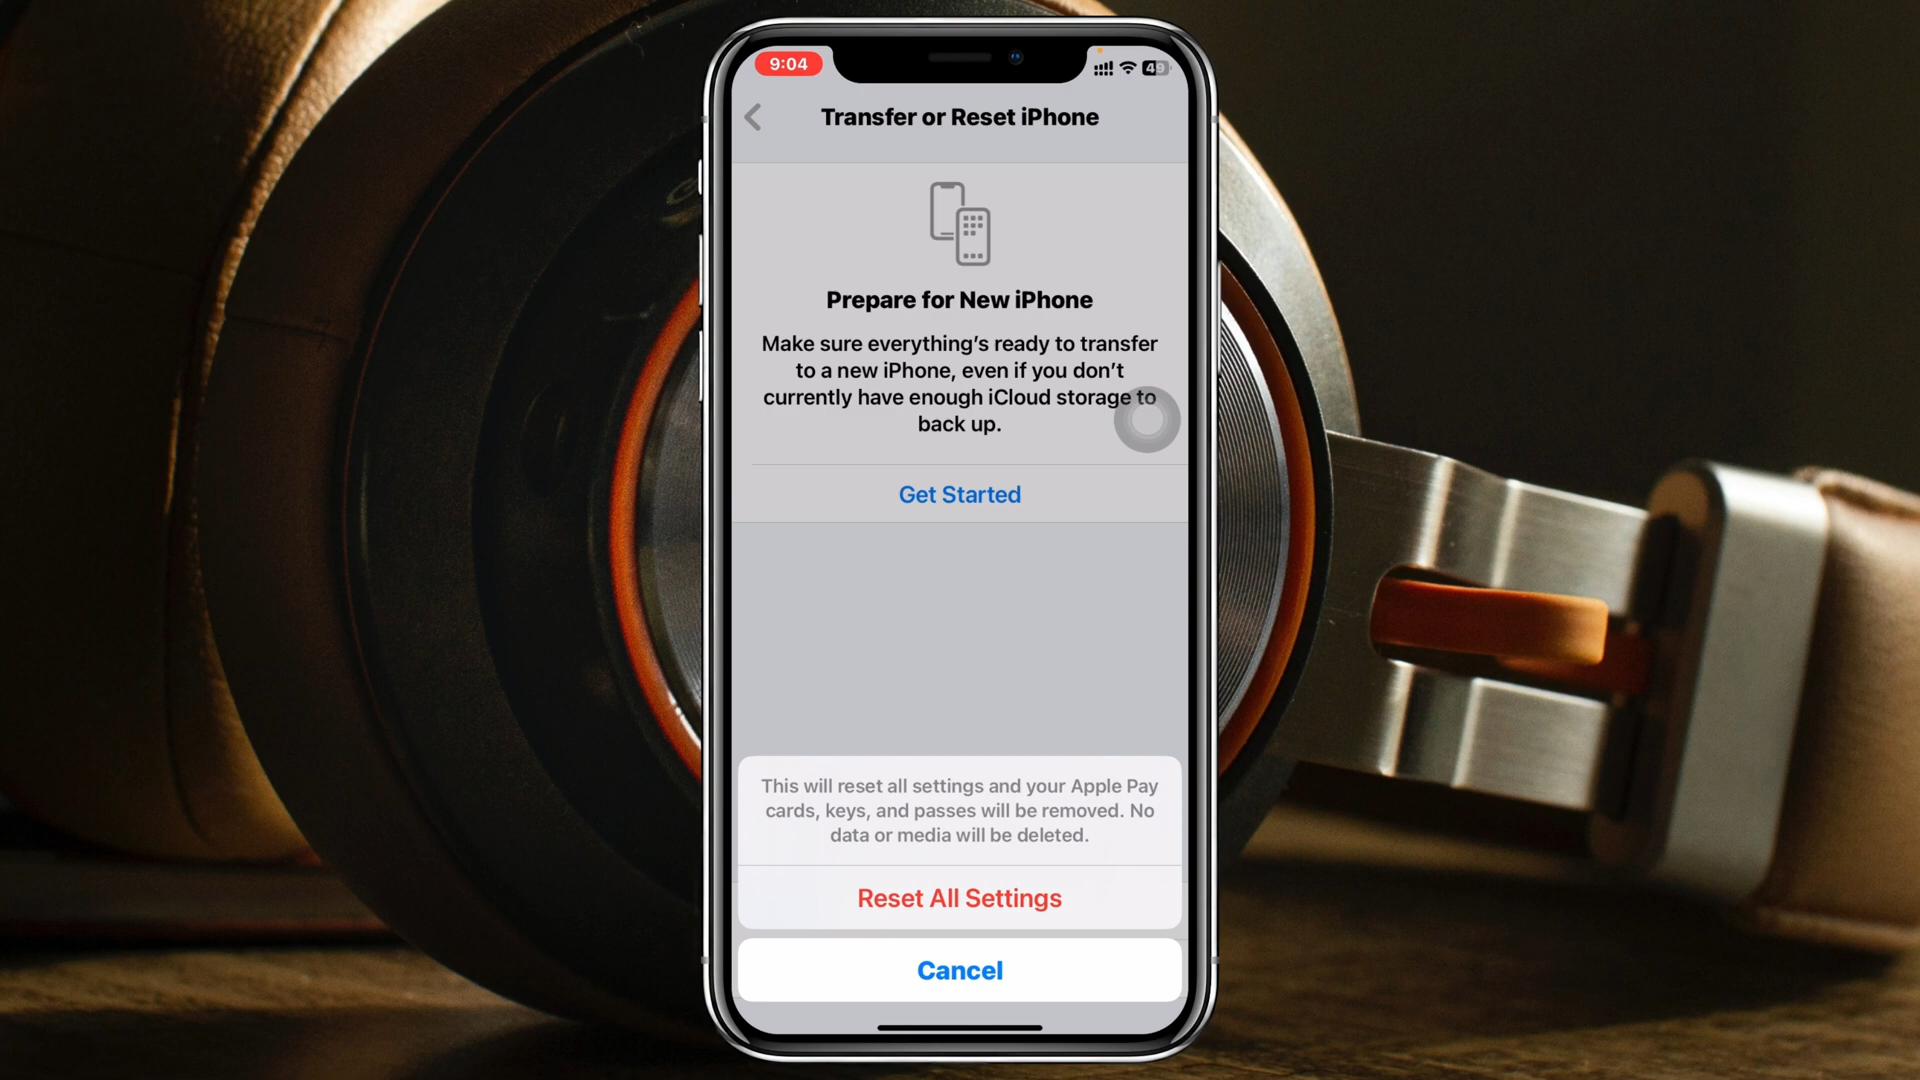 9:04
49
Transfer or Reset iPhone
Prepare for New iPhone
Make sure everything’s ready to transfer
to a new iPhone, even if you don’t
currently have enough iCloud storage to
back up.
Get Started
This will reset all settings and your Apple Pay
cards, keys, and passes will be removed. No
data or media will be deleted.
Reset All Settings
Cancel